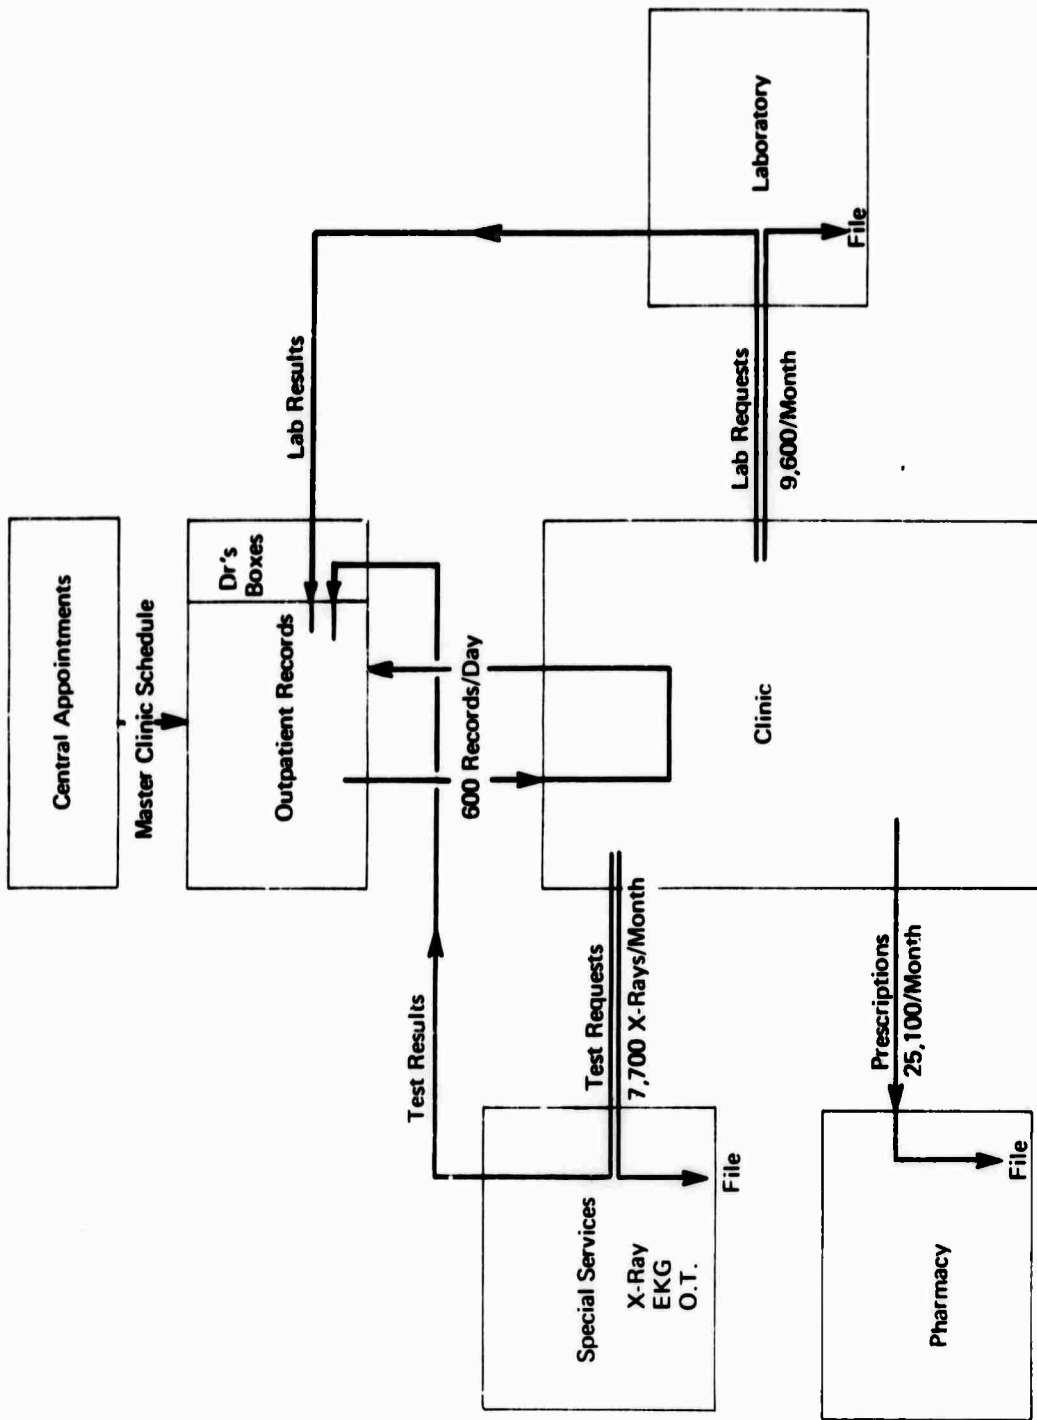 Central Appointments
Master Clinic Schedule
Outpatient Records
Dr's
Boxes
Lab Results
Test Results
600 Records/Day
Special Services
X-Ray
EKG
O.T.
File
Test Requests
7,700 X-Rays/Month
Clinic
Lab Requests
9,600/Month
Laboratory
File
Prescriptions
25,100/Month
Pharmacy
File